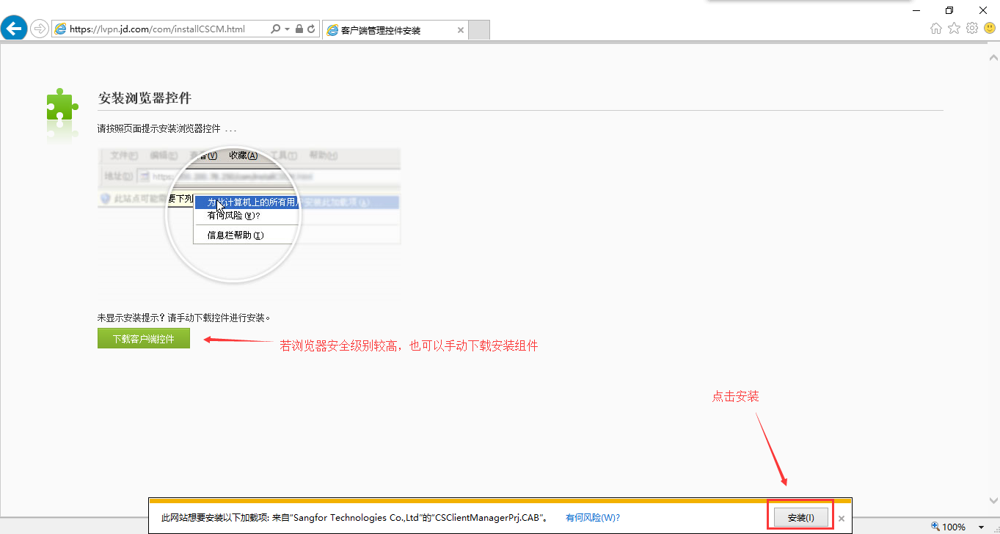 https://lvpn.jd.com/com/installCSCM.html
客户端管理控件安装
安装浏览器控件
请按照页面提示安装浏览器控件 ...
文件(F) 编辑(E) 查看(V) 收藏(A) 工具(T) 帮助(H)
地址(D) https:
此站点可能需要下列
为此计算机上的所有用户安装此加载项(A)
有何风险(W)?
信息栏帮助(I)
未显示安装提示？请手动下载控件进行安装。
下载客户端控件
若浏览器安全级别较高，也可以手动下载安装组件
点击安装
此网站想要安装以下加载项: 来自“Sangfor Technologies Co.,Ltd”的“CSClientManagerPrj.CAB”。 有何风险(W)? 安装(I)
100%